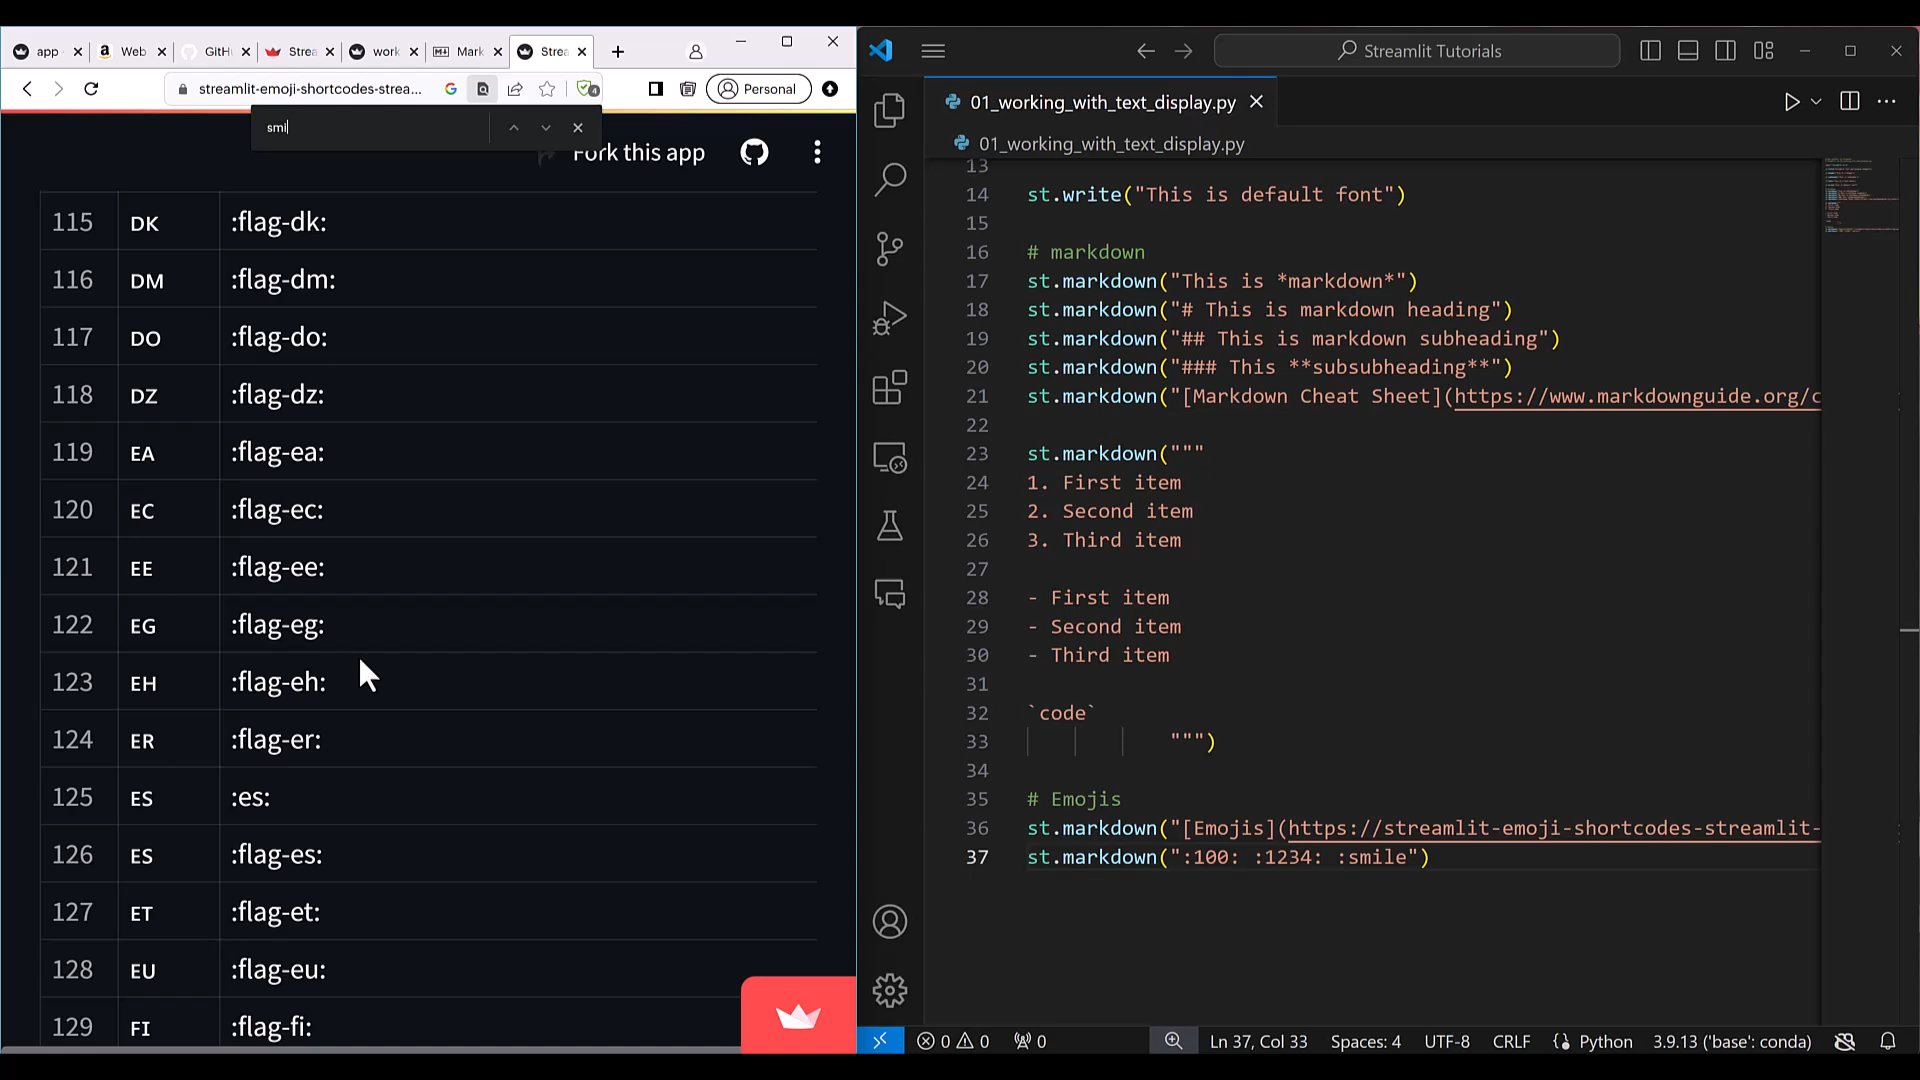 app
Web
GitHu
Strea
work
Mark
Strea
streamlit-emoji-shortcodes-strea...
Personal
smi
Fork this app
115 DK :flag-dk:
116 DM :flag-dm:
117 DO :flag-do:
118 DZ :flag-dz:
119 EA :flag-ea:
120 EC :flag-ec:
121 EE :flag-ee:
122 EG :flag-eg:
123 EH :flag-eh:
124 ER :flag-er:
125 ES :es:
126 ES :flag-es:
127 ET :flag-et:
128 EU :flag-eu:
129 FI :flag-fi:
Streamlit Tutorials
01_working_with_text_display.py
01_working_with_text_display.py
13
14 st.write("This is default font")
15
16 # markdown
17 st.markdown("This is *markdown*")
18 st.markdown("# This is markdown heading")
19 st.markdown("## This is markdown subheading")
20 st.markdown("### This **subsubheading**")
21 st.markdown("[Markdown Cheat Sheet](https://www.markdownguide.org/c
22
23 st.markdown("""
24 1. First item
25 2. Second item
26 3. Third item
27
28 - First item
29 - Second item
30 - Third item
31
32 `code`
33 """)
34
35 # Emojis
36 st.markdown("[Emojis](https://streamlit-emoji-shortcodes-streamlit-
37 st.markdown(":100: :1234: :smile")
0 0 0 Ln 37, Col 33 Spaces: 4 UTF-8 CRLF Python 3.9.13 ('base': conda)